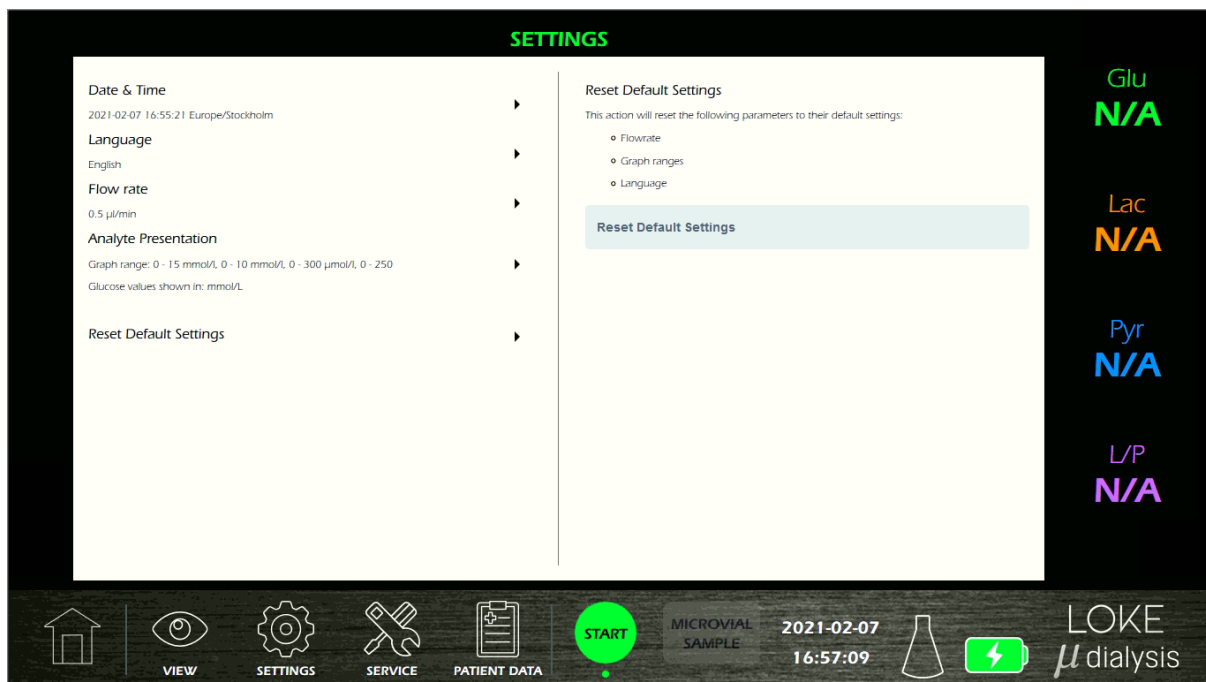 SETTINGS
Date & Time
2021-02-07 16:55:21 Europe/Stockholm
Language
English
Flow rate
0.5 µl/min
Analyte Presentation
Graph range: 0 - 15 mmol/l, 0 - 10 mmol/l, 0 - 300 µmol/l, 0 - 250
Glucose values shown in: mmol/L
Reset Default Settings
Reset Default Settings
This action will reset the following parameters to their default settings:
Flowrate
Graph ranges
Language
Reset Default Settings
Glu
N/A
Lac
N/A
Pyr
N/A
L/P
N/A
VIEW
SETTINGS
SERVICE
PATIENT DATA
START
MICROVIAL
SAMPLE
2021-02-07
16:57:09
LOKE
µ dialysis